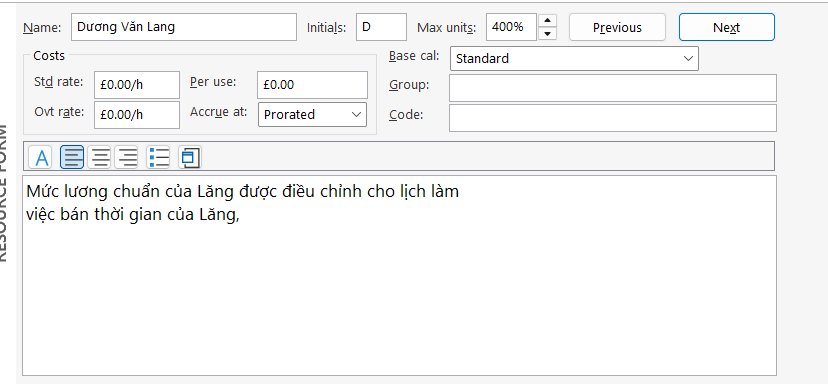 Name: Dương Văn Lang Initials: D Max units: 400% Previous Next
Costs
Base cal: Standard
Std rate: £0.00/h Per use: £0.00
Group:
Ovt rate: £0.00/h Accrue at: Prorated
Code:
A
RESOURCE FORM
Mức lương chuẩn của Lăng được điều chỉnh cho lịch làm
việc bán thời gian của Lăng,